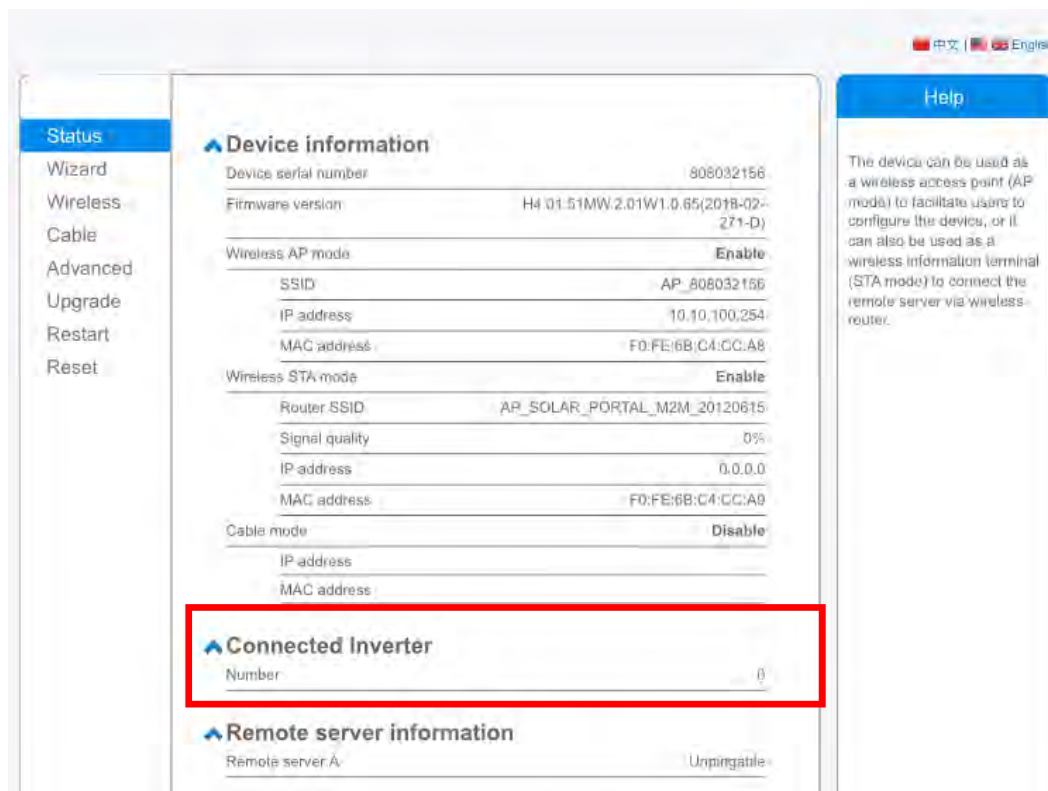 中文 | English
Help
Status
Wizard
Wireless
Cable
Advanced
Upgrade
Restart
Reset
Device information
Device serial number 808032156
Firmware version H4.01.51MW.2.01W1.0.65(2018-02-
271-D)
Wireless AP mode Enable
SSID AP_808032156
IP address 10.10.100.254
MAC address F0:FE:6B:C4:CC:A8
Wireless STA mode Enable
Router SSID AP_SOLAR_PORTAL_M2M_20120615
Signal quality 0%
IP address 0.0.0.0
MAC address F0:FE:6B:C4:CC:A9
Cable mode Disable
IP address
MAC address
Connected Inverter
Number 0
Remote server information
Remote server A Unpingable
The device can be used as
a wireless access point (AP
mode) to facilitate users to
configure the device, or it
can also be used as a
wireless information terminal
(STA mode) to connect the
remote server via wireless
router.